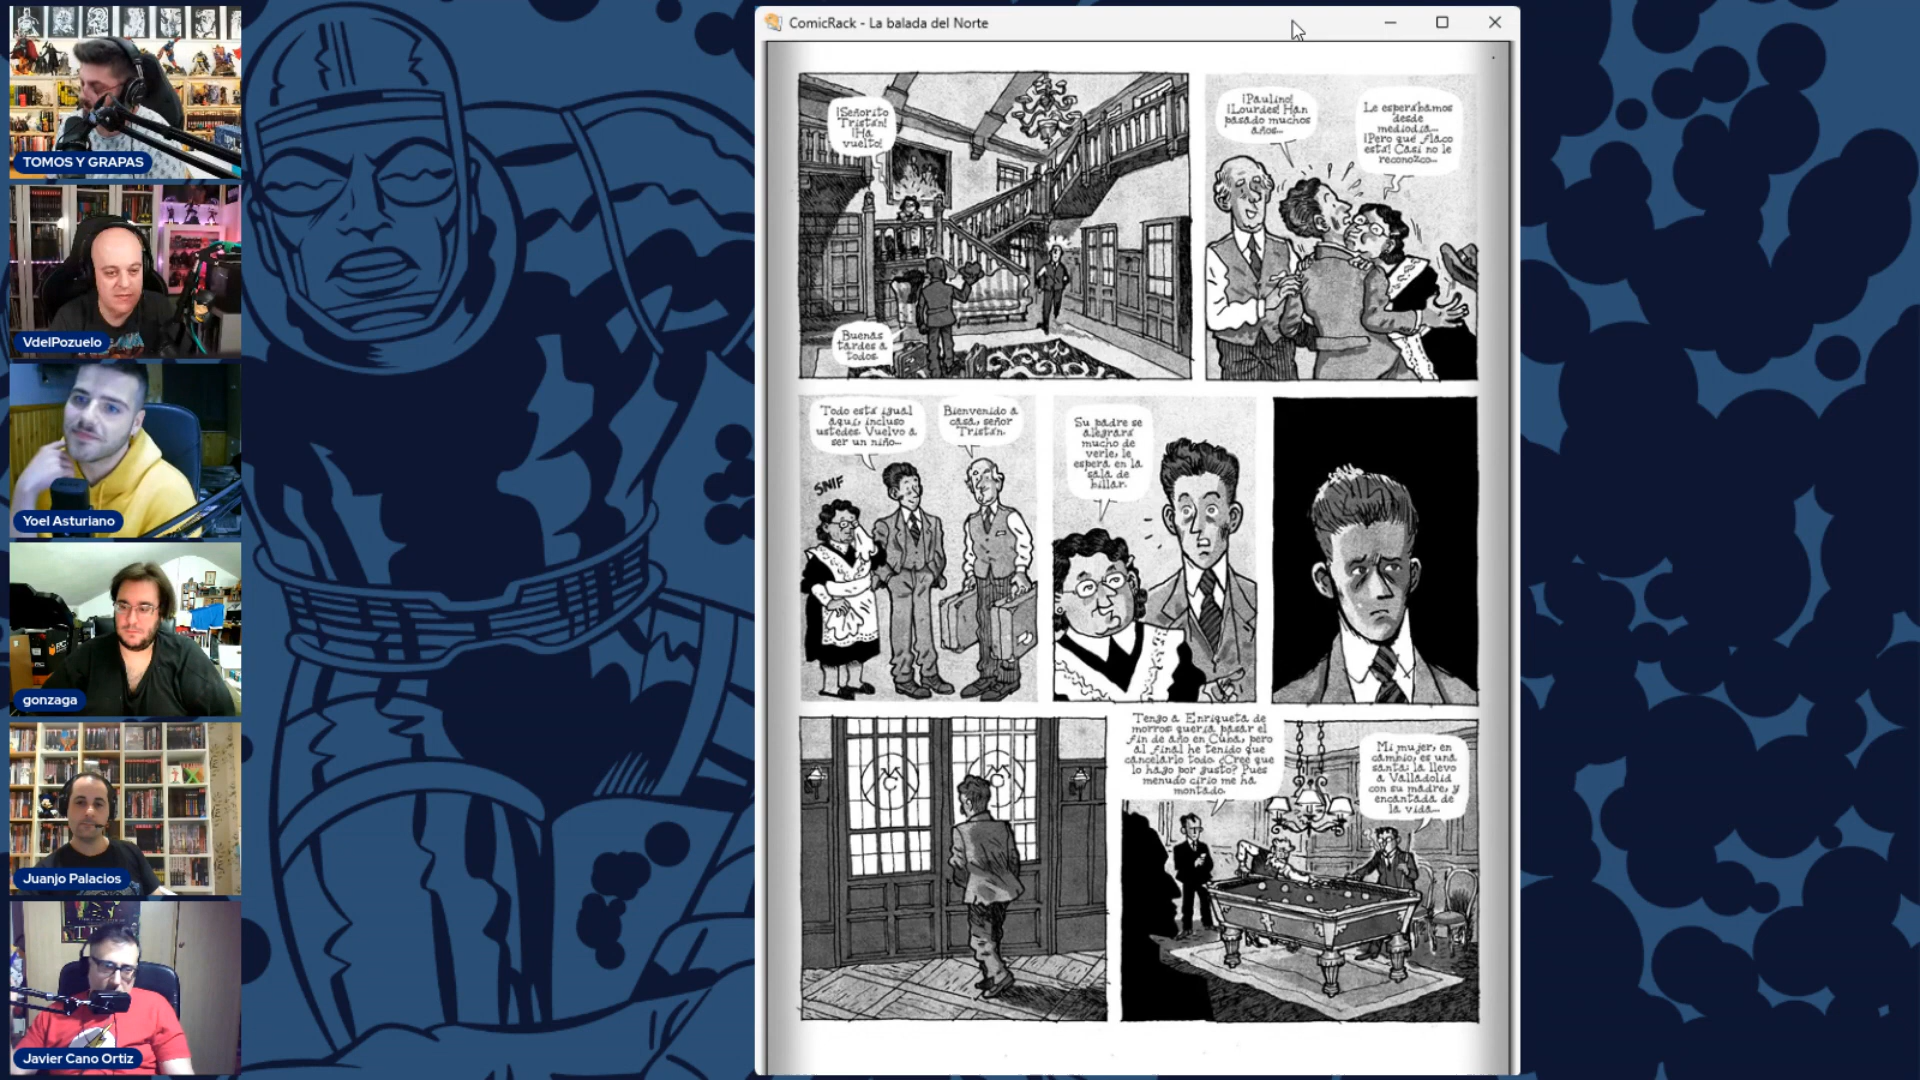 ComicRack - La balada del Norte
TOMOS Y GRAPAS
VdelPozuelo
Yoel Asturiano
gonzaga
Juanjo Palacios
Javier Cano Ortiz
¡Señorito
Tristán!
¡Ha
vuelto!
Buenas
tardes a
todos.
¡Paulino!
¡Lourdes! Han
pasado muchos
años...
Le esperábamos
desde
mediodía...
¡Pero qué flaco
está! Casi no le
reconozco...
Todo está igual
aquí, incluso
ustedes. Vuelvo a
ser un niño...
SNIF
Bienvenido a
casa, señor
Tristán.
Su padre se
alegrará
mucho de
verle, le
espera en la
sala de
billar.
Tengo a Enriqueta de
morros: quería pasar el
fin de año en Cuba, pero
al final he tenido que
cancelarlo todo. ¿Cree que
lo hago por gusto? Pues
menudo cirio me ha
montado.
Mi mujer, en
cambio, es una
santa: la llevo
a Valladolid
con su madre, y
encantada de
la vida...